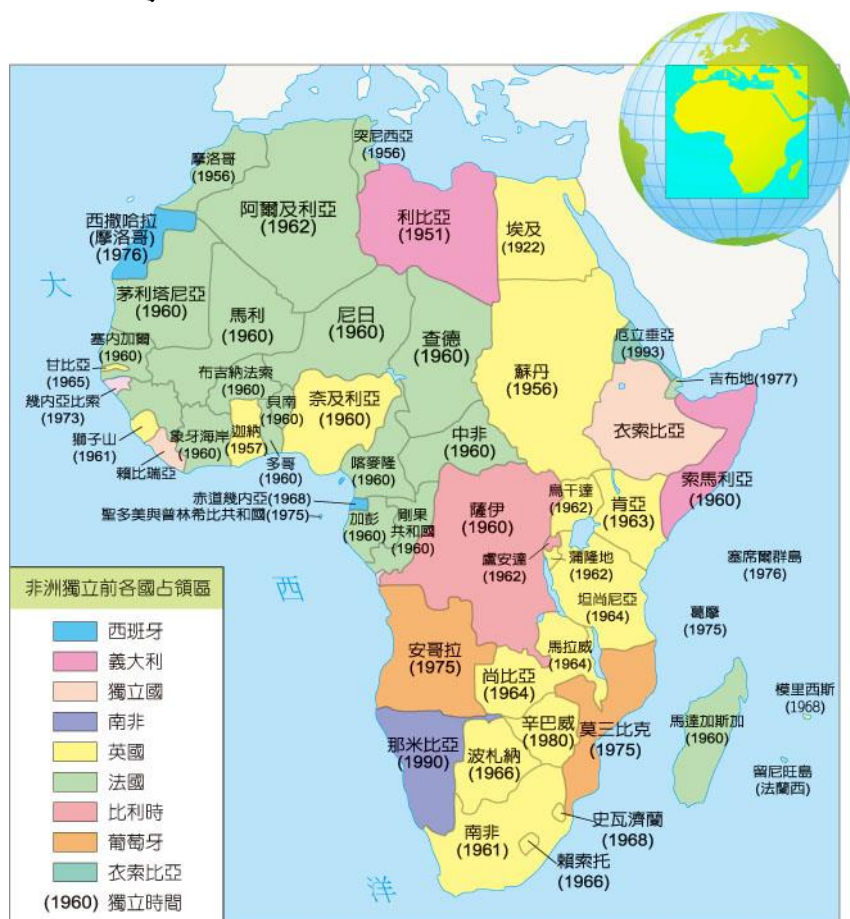 摩洛哥
(1956)
突尼西亞
(1956)
阿爾及利亞
(1962)
利比亞
(1951)
埃及
(1922)
西撒哈拉
(摩洛哥)
(1976)
大
茅利塔尼亞
(1960)
馬利
(1960)
尼日
(1960)
查德
(1960)
蘇丹
(1956)
厄立垂亞
(1993)
吉布地(1977)
塞內加爾
(1960)
甘比亞
(1965)
幾內亞比索
(1973)
布吉納法索
(1960)
貝南
(1960)
奈及利亞
(1960)
衣索比亞
獅子山
(1961)
賴比瑞亞
象牙海岸
(1960)
迦納
(1957)
多哥
(1960)
喀麥隆
(1960)
中非
(1960)
索馬利亞
(1960)
赤道幾內亞(1968)
聖多美與普林希比共和國(1975)
加彭
(1960)
剛果
共和國
(1960)
薩伊
(1960)
烏干達
(1962)
肯亞
(1963)
盧安達
(1962)
蒲隆地
(1962)
坦尚尼亞
(1964)
塞席爾群島
(1976)
葛摩
(1975)
西
安哥拉
(1975)
尚比亞
(1964)
馬拉威
(1964)
模里西斯
(1968)
馬達加斯加
(1960)
那米比亞
(1990)
波札納
(1966)
辛巴威
(1980)
莫三比克
(1975)
留尼旺島
(法蘭西)
南非
(1961)
史瓦濟蘭
(1968)
賴索托
(1966)
洋
非洲獨立前各國占領區
西班牙
義大利
獨立國
南非
英國
法國
比利時
葡萄牙
衣索比亞
(1960) 獨立時間